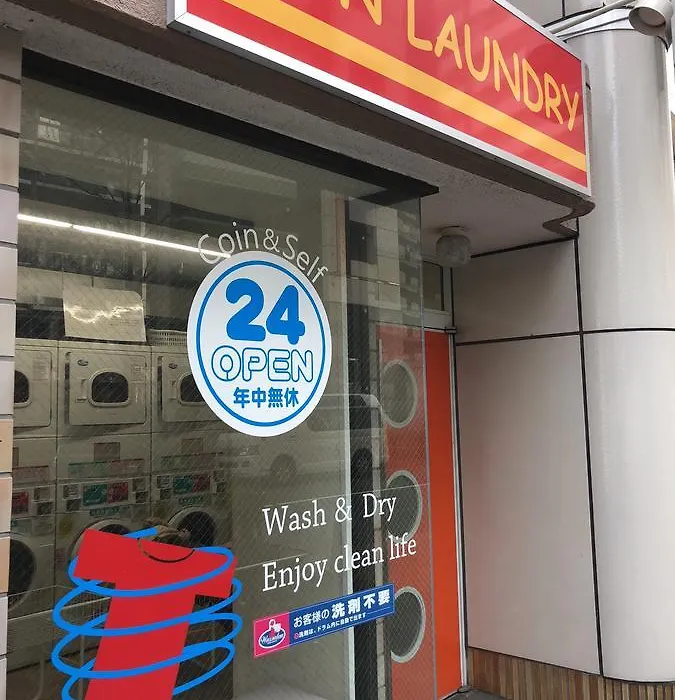 N LAUNDRY
Coin & Self
24
OPEN
年中無休
Wash & Dry
Enjoy clean life
お客様の洗剤不要